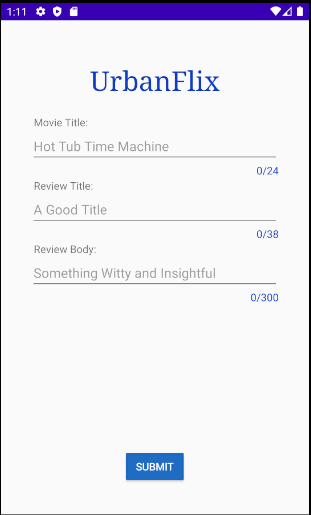 1:11
UrbanFlix
Movie Title:
Hot Tub Time Machine
0/24
Review Title:
A Good Title
0/38
Review Body:
Something Witty and Insightful
0/300
SUBMIT